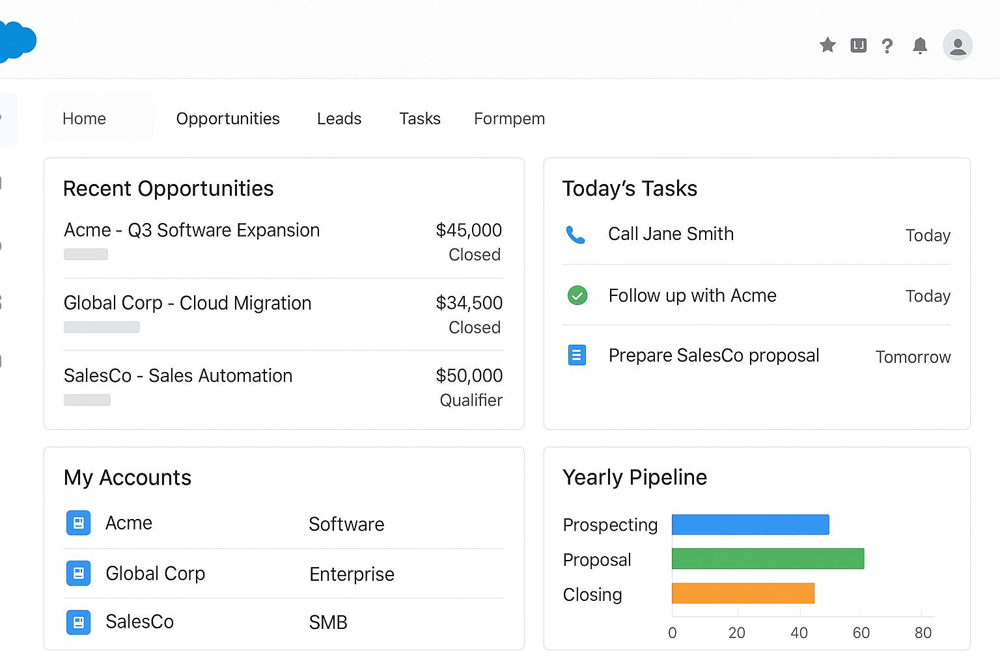 Home Opportunities Leads Tasks Formpem
Recent Opportunities
Acme - Q3 Software Expansion $45,000
Closed
Global Corp - Cloud Migration $34,500
Closed
SalesCo - Sales Automation $50,000
Qualifier
Today's Tasks
Call Jane Smith Today
Follow up with Acme Today
Prepare SalesCo proposal Tomorrow
My Accounts
Acme Software
Global Corp Enterprise
SalesCo SMB
Yearly Pipeline
Prospecting
Proposal
Closing
0 20 40 60 80